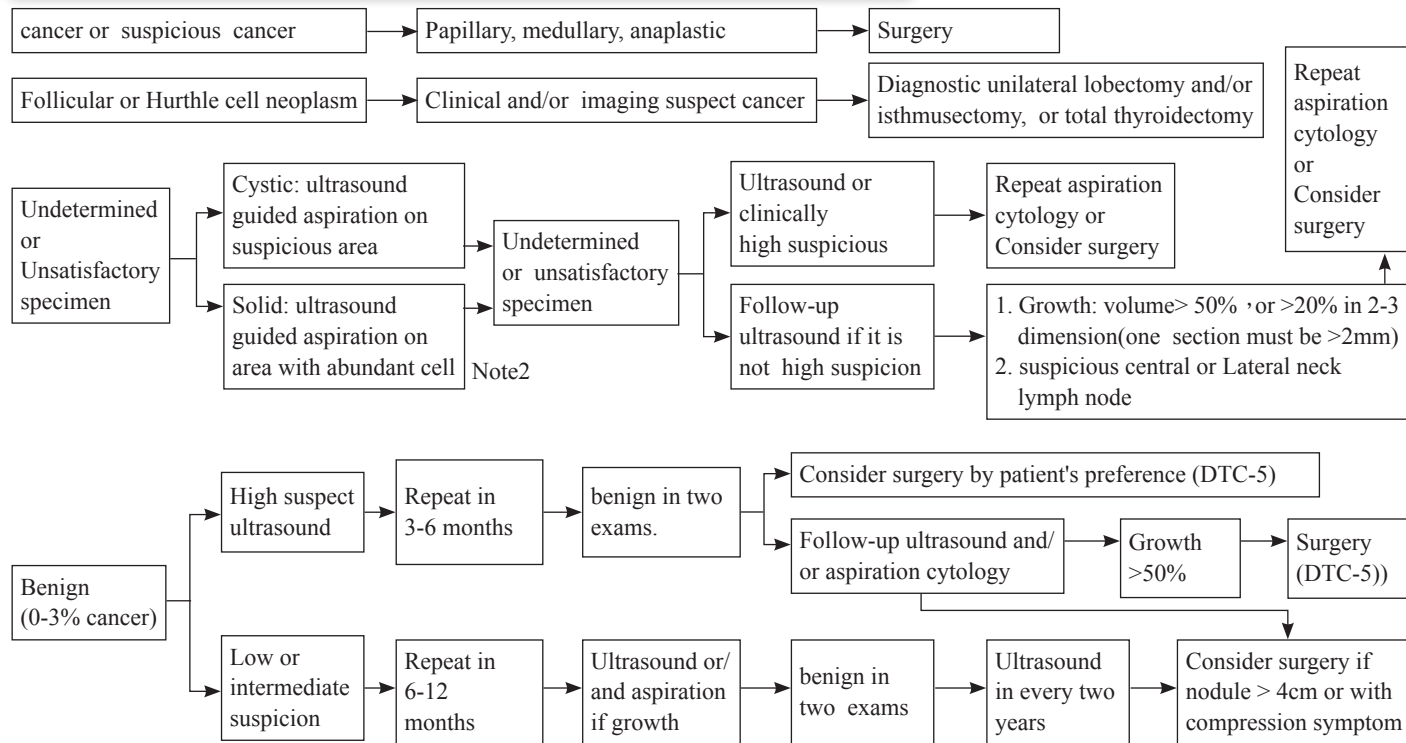 cancer or suspicious cancer
Papillary, medullary, anaplastic
Surgery
Follicular or Hurthle cell neoplasm
Clinical and/or imaging suspect cancer
Diagnostic unilateral lobectomy and/or
isthmusectomy, or total thyroidectomy
Repeat
aspiration
cytology
or
Consider
surgery
Undetermined
or
Unsatisfactory
specimen
Cystic: ultrasound
guided aspiration on
suspicious area
Solid: ultrasound
guided aspiration on
area with abundant cell
Note2
Undetermined
or unsatisfactory
specimen
Ultrasound or
clinically
high suspicious
Repeat aspiration
cytology or
Consider surgery
Follow-up
ultrasound if it is
not high suspicion
1. Growth: volume> 50%，or >20% in 2-3
dimension(one section must be >2mm)
2. suspicious central or Lateral neck
lymph node
Benign
(0-3% cancer)
High suspect
ultrasound
Repeat in
3-6 months
benign in two
exams.
Consider surgery by patient's preference (DTC-5)
Follow-up ultrasound and/
or aspiration cytology
Growth
>50%
Surgery
(DTC-5))
Low or
intermediate
suspicion
Repeat in
6-12
months
Ultrasound or/
and aspiration
if growth
benign in
two exams
Ultrasound
in every two
years
Consider surgery if
nodule > 4cm or with
compression symptom